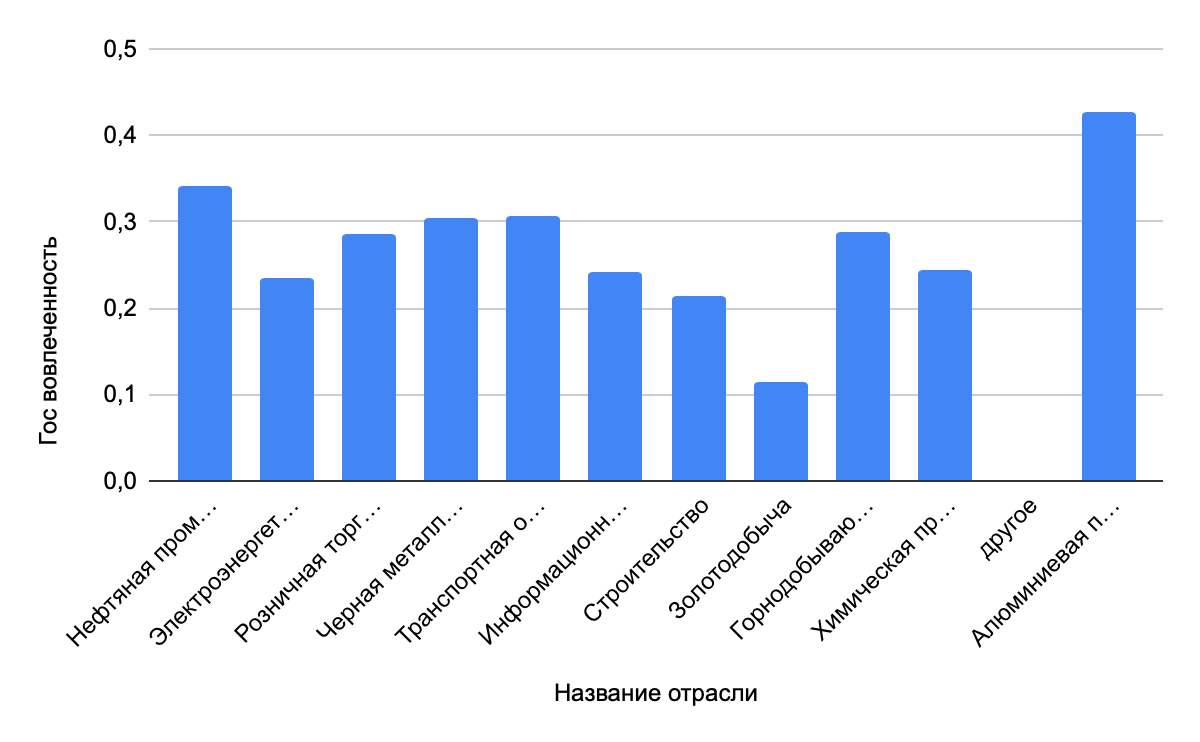 0,5
0,4
0,3
0,2
0,1
0,0
Гос вовлеченность
Нефтяная пром…
Электроэнергет…
Розничная торг…
Черная металл…
Транспортная о…
Информационн…
Строительство
Золотодобыча
Горнодобываю…
Химическая пр…
другое
Алюминиевая п…
Название отрасли